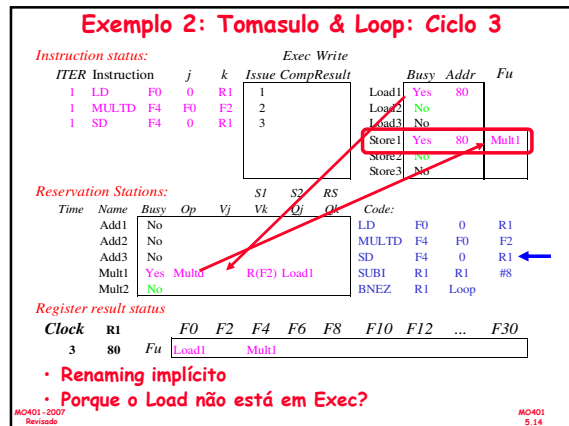 Exemplo 2: Tomasulo & Loop: Ciclo 3
Instruction status: Exec Write
ITER Instruction j k Issue CompResult Busy Addr Fu
1 LD F0 0 R1 1 Load1 Yes 80
1 MULTD F4 F0 F2 2 Load2 No
1 SD F4 0 R1 3 Load3 No
Store1 Yes 80 Mult1
Store2 No
Store3 No
Reservation Stations: S1 S2 RS
Time Name Busy Op Vj Vk Qj Qk Code:
Add1 No LD F0 0 R1
Add2 No MULTD F4 F0 F2
Add3 No SD F4 0 R1
Mult1 Yes Multd R(F2) Load1 SUBI R1 R1 #8
Mult2 No BNEZ R1 Loop
Register result status
Clock R1 F0 F2 F4 F6 F8 F10 F12 ... F30
3 80 Fu Load1 Mult1
• Renaming implícito
• Porque o Load não está em Exec?
MO401-2007
Revisado
MO401
5.14